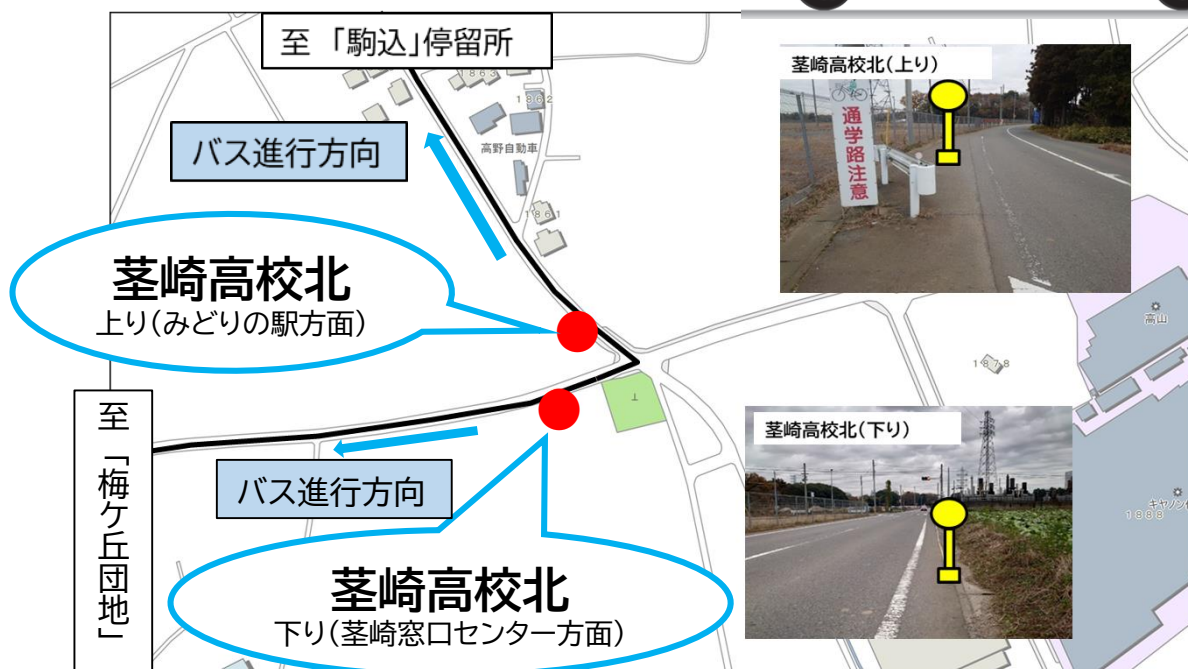 至 「駒込」停留所
茎崎高校北(上り)
通学路注意
1863
1862
高野自動車
バス進行方向
1861
茎崎高校北
上り(みどりの駅方面)
高山
1878
至「梅ケ丘団地」
茎崎高校北(下り)
バス進行方向
キヤノン
1888
茎崎高校北
下り(茎崎窓口センター方面)